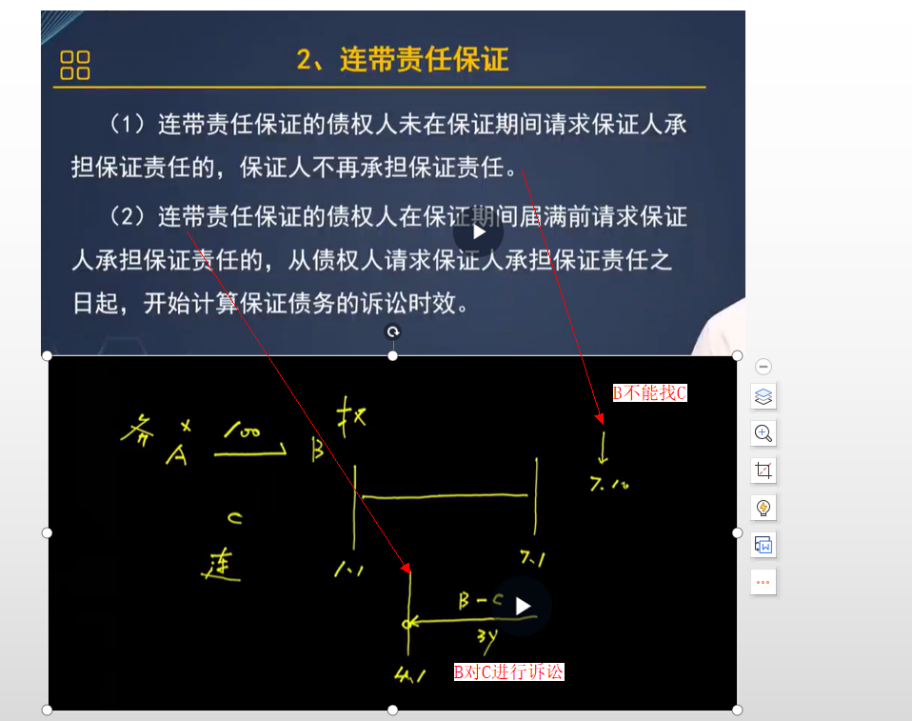 2、连带责任保证
（1）连带责任保证的债权人未在保证期间请求保证人承
担保证责任的，保证人不再承担保证责任。
（2）连带责任保证的债权人在保证期间届满前请求保证
人承担保证责任的，从债权人请求保证人承担保证责任之
日起，开始计算保证债务的诉讼时效。
B不能找C
务 × 100 权
A B
C
7.10
连
1.1
7.1
B-C
3y
4.1
B对C进行诉讼